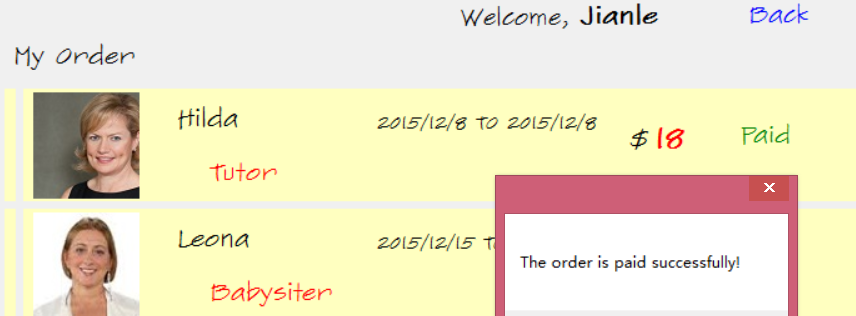 Welcome, Jianle Back
My Order
Hilda 2015/12/8 TO 2015/12/8 $ 18 Paid
Tutor
Leona 2015/12/15
Babysiter
The order is paid successfully!